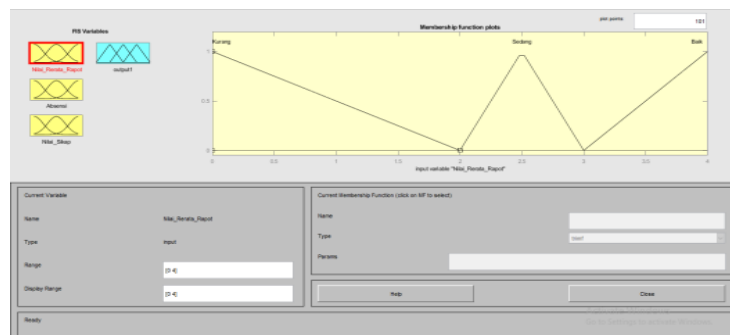 FIS Variables
Membership function plots
plot points:
181
Kurang
Sedang
Baik
Nilai_Rerata_Rapot
output1
Absensi
Nilai_Sikap
1
0.5
0
0
0.5
1
1.5
2
2.5
3
3.5
4
input variable "Nilai_Rerata_Rapot"
Current Variable
Current Membership Function (click on MF to select)
Name
Nilai_Rerata_Rapot
Name
Type
input
Type
trimf
Params
Range
[0 4]
Display Range
[0 4]
Help
Close
Ready